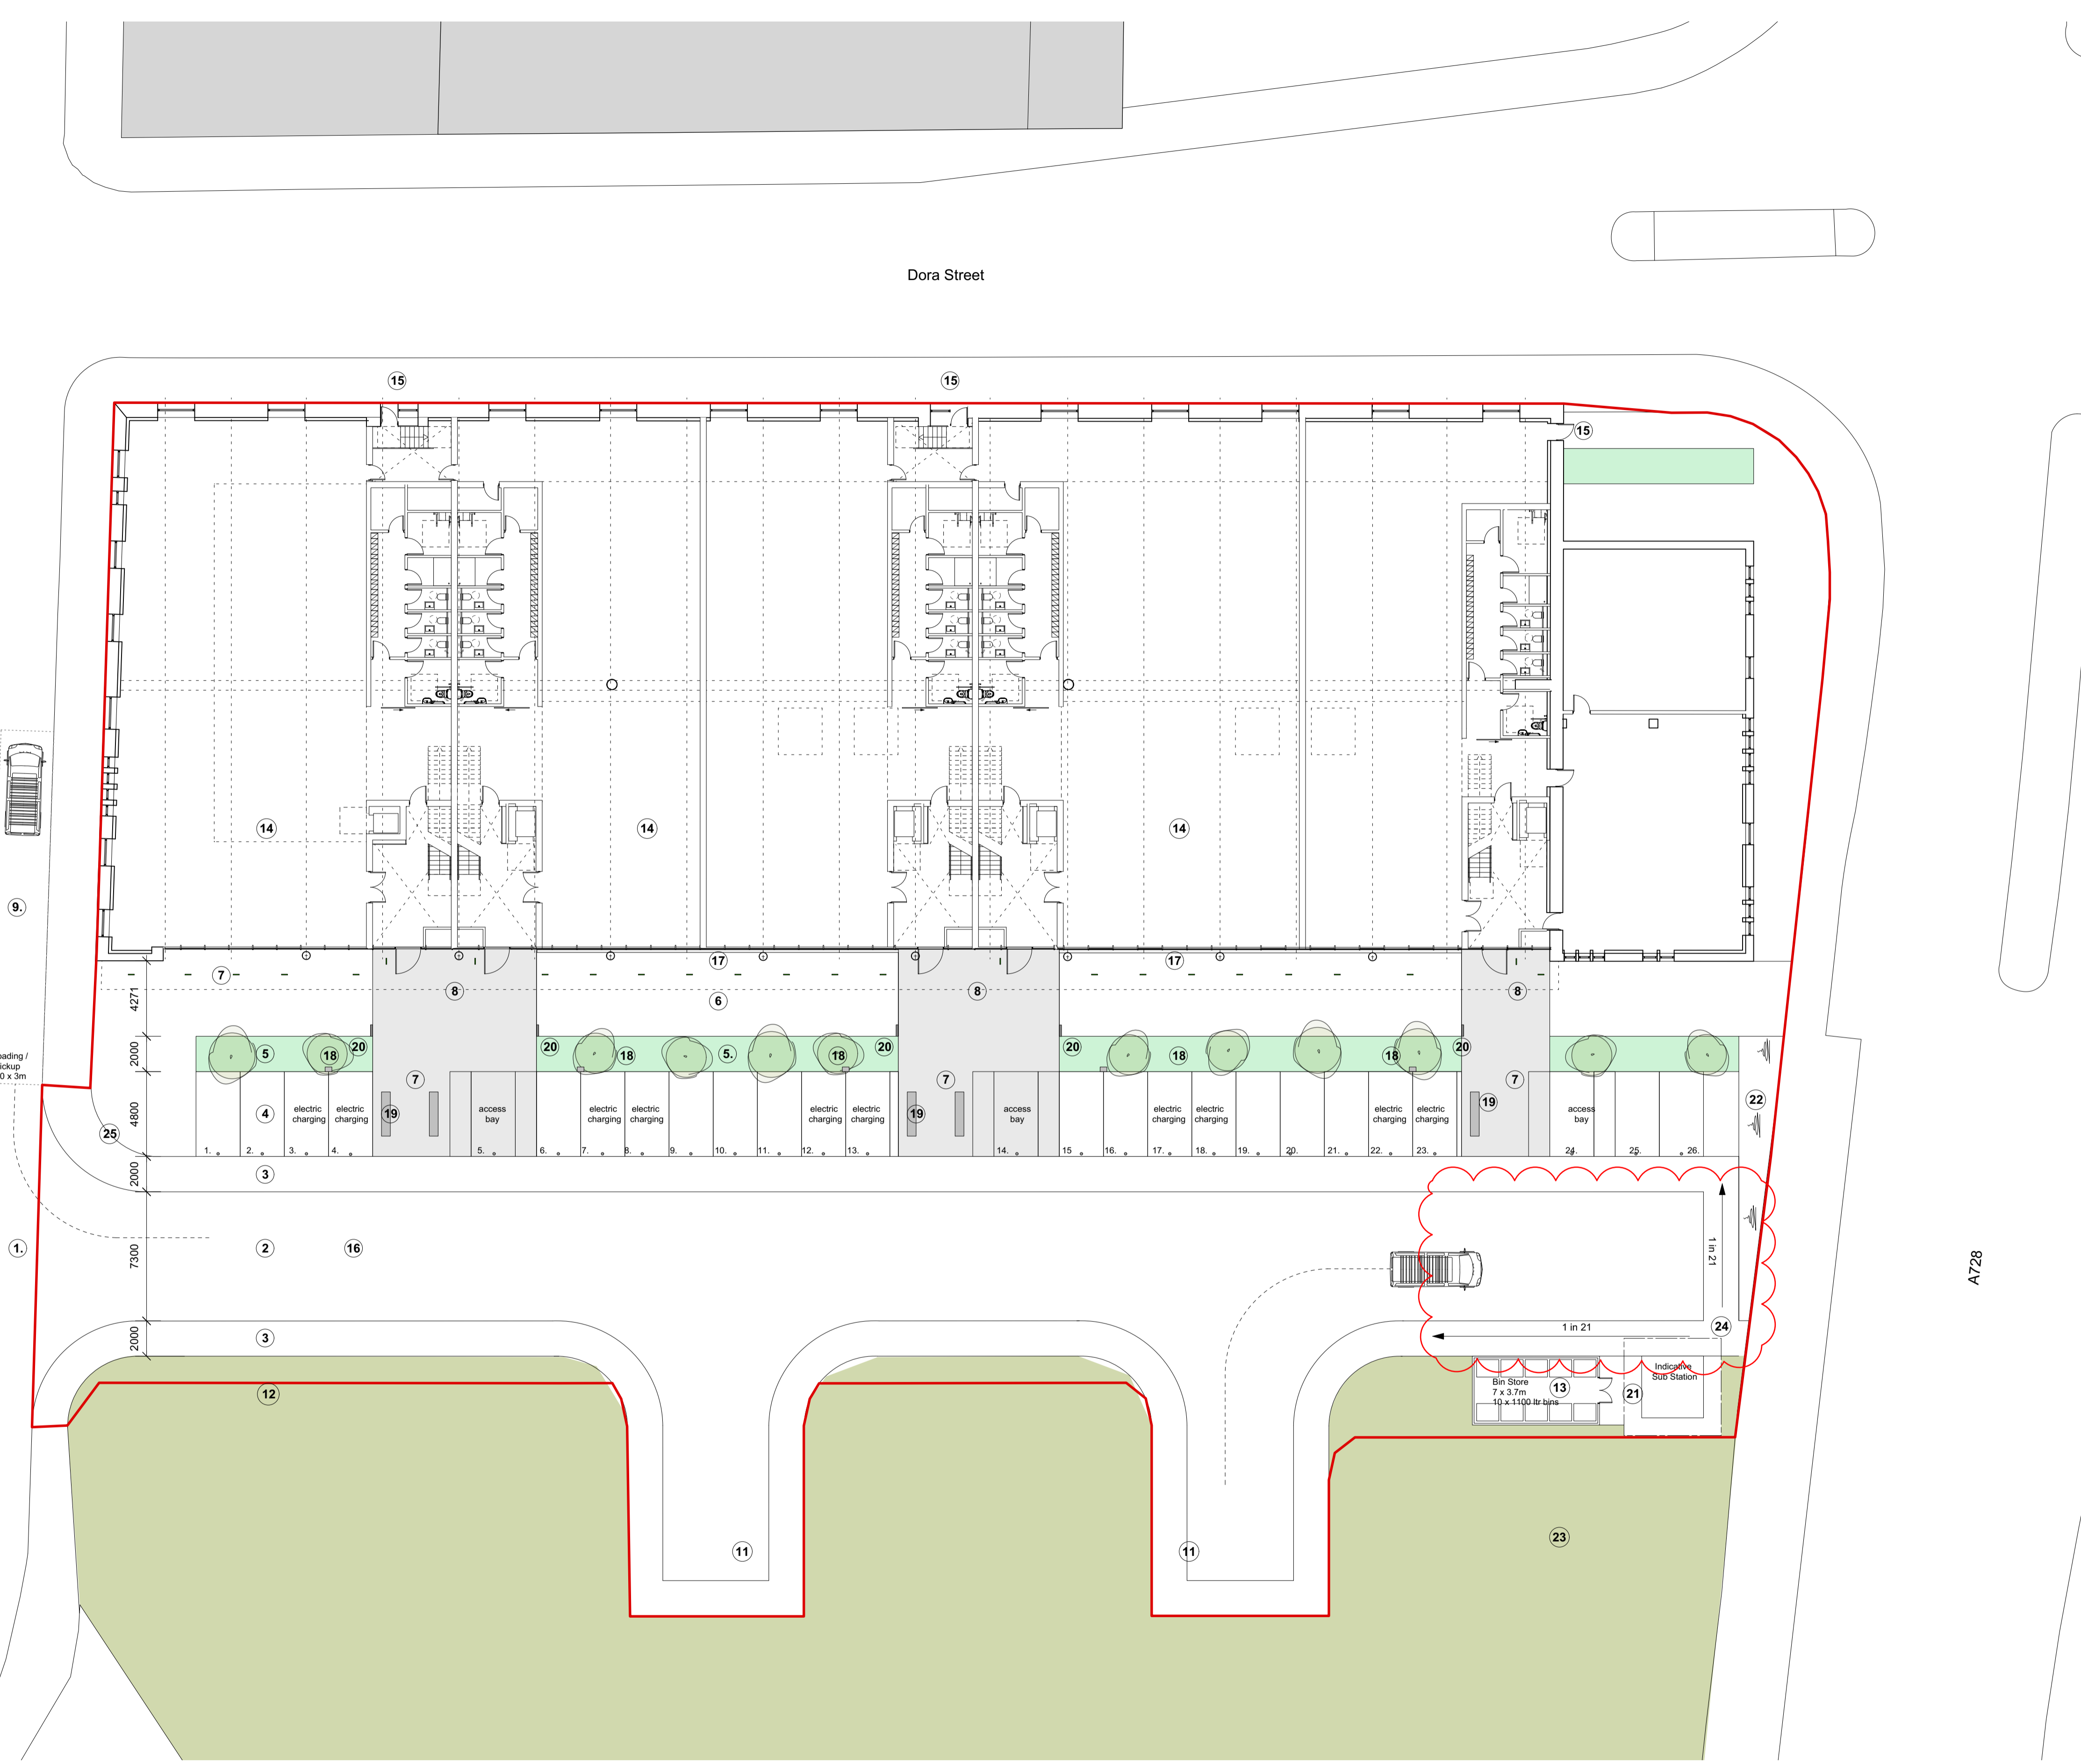 Dora Street
15
15
15
14
14
14
9.
17
17
7
8
8
8
6
4271
2000
5
18
20
20
18
5.
18
20
20
18
18
20
7
7
7
4800
4
electric
charging
electric
charging
19
access
bay
electric
charging
electric
charging
electric
charging
electric
charging
19
access
bay
electric
charging
electric
charging
electric
charging
electric
charging
19
access
bay
22
25
1.
2.
3.
4.
5.
6.
7.
8.
9.
10.
11.
12.
13.
14.
15
16.
17.
18.
19.
20.
21.
22.
23.
24.
25.
26.
2000
3
1.
7300
2
16
1 in 21
A728
2000
3
1 in 21
24
12
Bin Store
7 x 3.7m
10 x 1100 ltr bins
13
21
Indicative
Sub Station
11
11
23